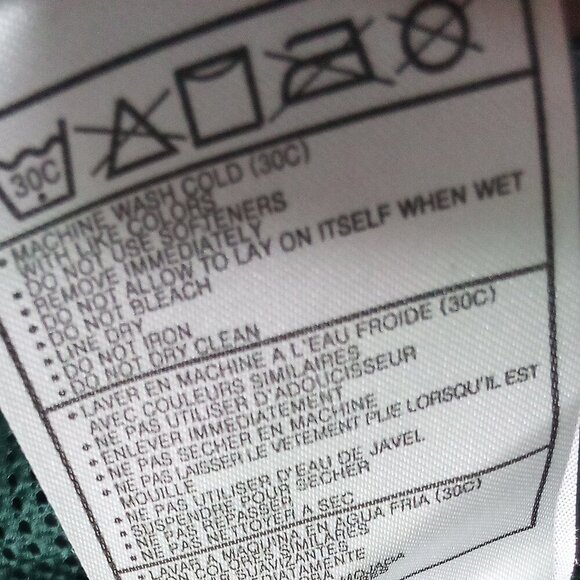 30C
• MACHINE WASH COLD (30C)
WITH LIKE COLORS
• DO NOT USE SOFTENERS
• REMOVE IMMEDIATELY
• DO NOT ALLOW TO LAY ON ITSELF WHEN WET
• DO NOT BLEACH
• LINE DRY
• DO NOT IRON
• DO NOT DRY CLEAN
• LAVER EN MACHINE A L'EAU FROIDE (30C)
AVEC COULEURS SIMILAIRES
• NE PAS UTILISER D'ADOUCISSEUR
• ENLEVER IMMEDIATEMENT
• NE PAS SECHER EN MACHINE
• NE PAS LAISSER LE VETEMENT PLIE LORSQU'IL EST
MOUILLE
• NE PAS UTILISER D'EAU DE JAVEL
• SUSPENDRE POUR SECHER
• NE PAS REPASSER
• NE PAS NETTOYER A SEC
• LAVAR A MAQUINA EN AGUA FRIA (30C)
CON COLORES SIMILARES